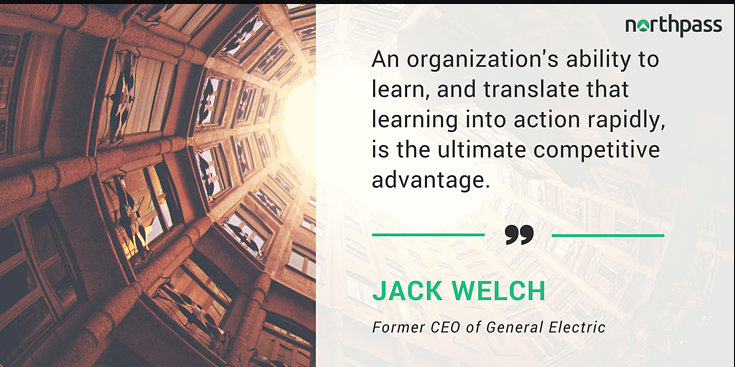 northpass
An organization's ability to
learn, and translate that
learning into action rapidly,
is the ultimate competitive
advantage.
”
JACK WELCH
Former CEO of General Electric